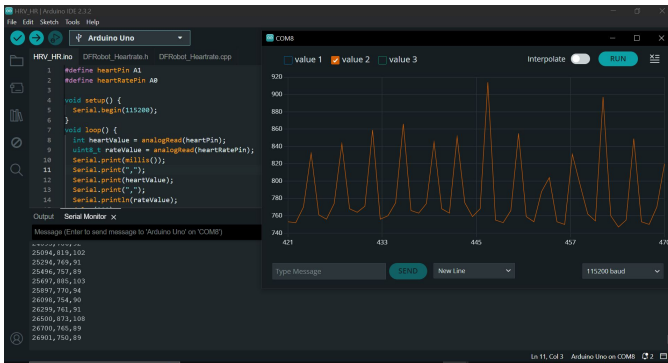 HRV_HR | Arduino IDE 2.3.2
File Edit Sketch Tools Help
Arduino Uno
HRV_HR.ino DFRobot_Heartrate.h DFRobot_Heartrate.cpp
1 #define heartPin A1
2 #define heartRatePin A0
3
4 void setup() {
5 Serial.begin(115200);
6 }
7 void loop() {
8 int heartValue = analogRead(heartPin);
9 uint8_t rateValue = analogRead(heartRatePin);
10 Serial.print(millis());
11 Serial.print(",");
12 Serial.print(heartValue);
13 Serial.print(",");
14 Serial.println(rateValue);
Output Serial Monitor x
Message (Enter to send message to 'Arduino Uno' on 'COM8')
25094,819,102
25294,769,91
25496,757,89
25697,885,103
25897,770,94
26098,754,90
26299,761,91
26500,873,108
26700,765,89
26901,750,89
COM8
value 1 value 2 value 3 Interpolate RUN
920
900
880
860
840
820
800
780
760
740
421 433 445 457 470
Type Message SEND New Line 115200 baud
Ln 11, Col 3 Arduino Uno on COM8 2